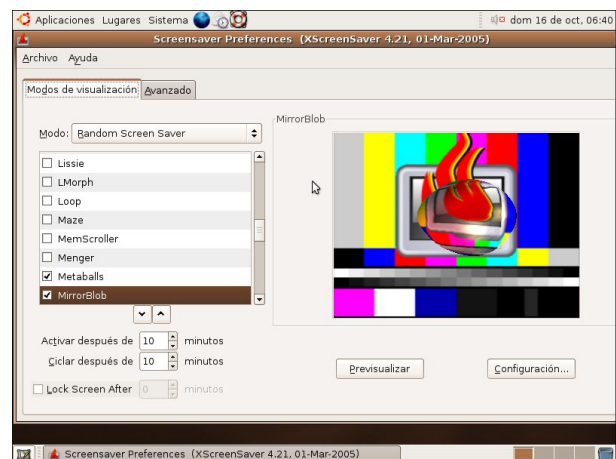 Aplicaciones Lugares Sistema dom 16 de oct, 06:40
Screensaver Preferences (XScreenSaver 4.21, 01-Mar-2005)
Archivo Ayuda
Modos de visualización Avanzado
Modo: Random Screen Saver
MirrorBlob
Lissie
LMorph
Loop
Maze
MemScroller
Menger
Metaballs
MirrorBlob
Activar después de 10 minutos
Ciclar después de 10 minutos
Lock Screen After 0 minutos
Previsualizar Configuración...
Screensaver Preferences (XScreenSaver 4.21, 01-Mar-2005)